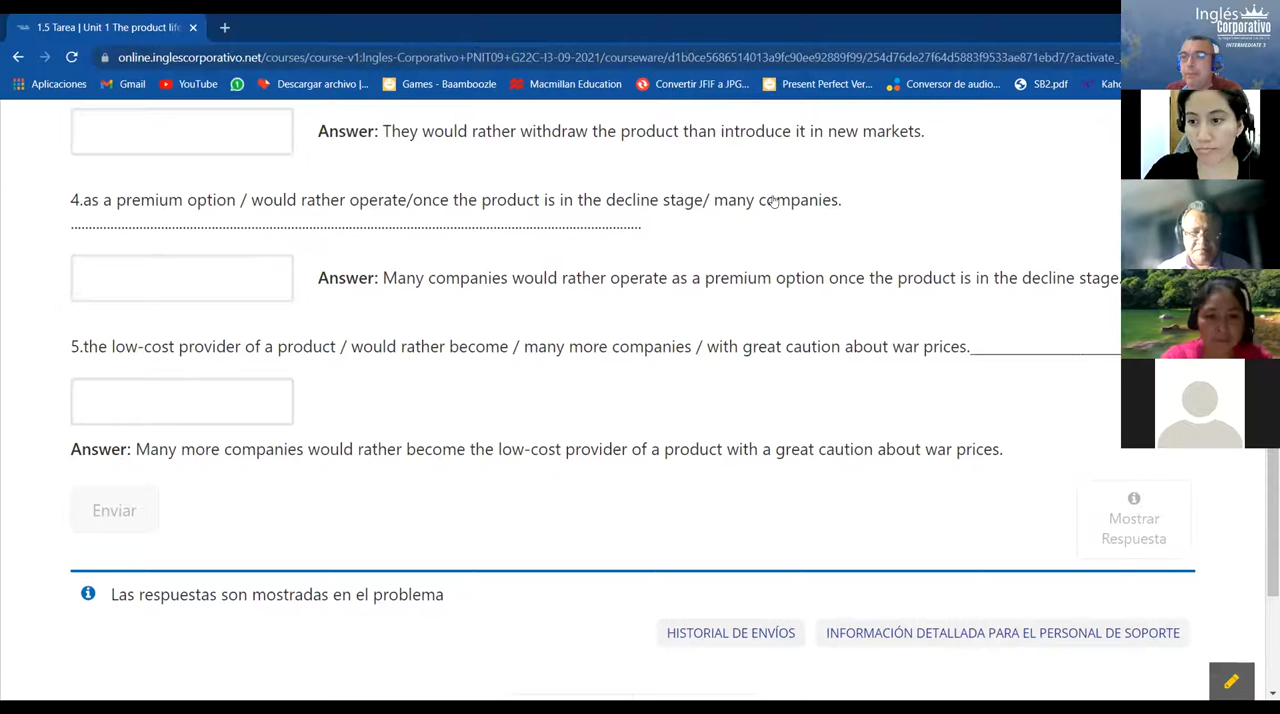 1.5 Tarea | Unit 1 The product life
online.inglescorporativo.net/courses/course-v1:Ingles-Corporativo+PNIT09+G22C-I3-09-2021/courseware/d1b0ce5686514013a9fc90ee92889f99/254d76de27f64d5883f9533ae871ebd7/?activate_
Aplicaciones Gmail YouTube Descargar archivo |... Games - Baamboozle Macmillan Education Convertir JFIF a JPG... Present Perfect Ver... Conversor de audio... SB2.pdf Kaho
Inglés
Corporativo
INTERMEDIATE 3
Answer: They would rather withdraw the product than introduce it in new markets.
4.as a premium option / would rather operate/once the product is in the decline stage/ many companies.
Answer: Many companies would rather operate as a premium option once the product is in the decline stage.
5.the low-cost provider of a product / would rather become / many more companies / with great caution about war prices.
Answer: Many more companies would rather become the low-cost provider of a product with a great caution about war prices.
Enviar
Mostrar
Respuesta
Las respuestas son mostradas en el problema
HISTORIAL DE ENVÍOS
INFORMACIÓN DETALLADA PARA EL PERSONAL DE SOPORTE